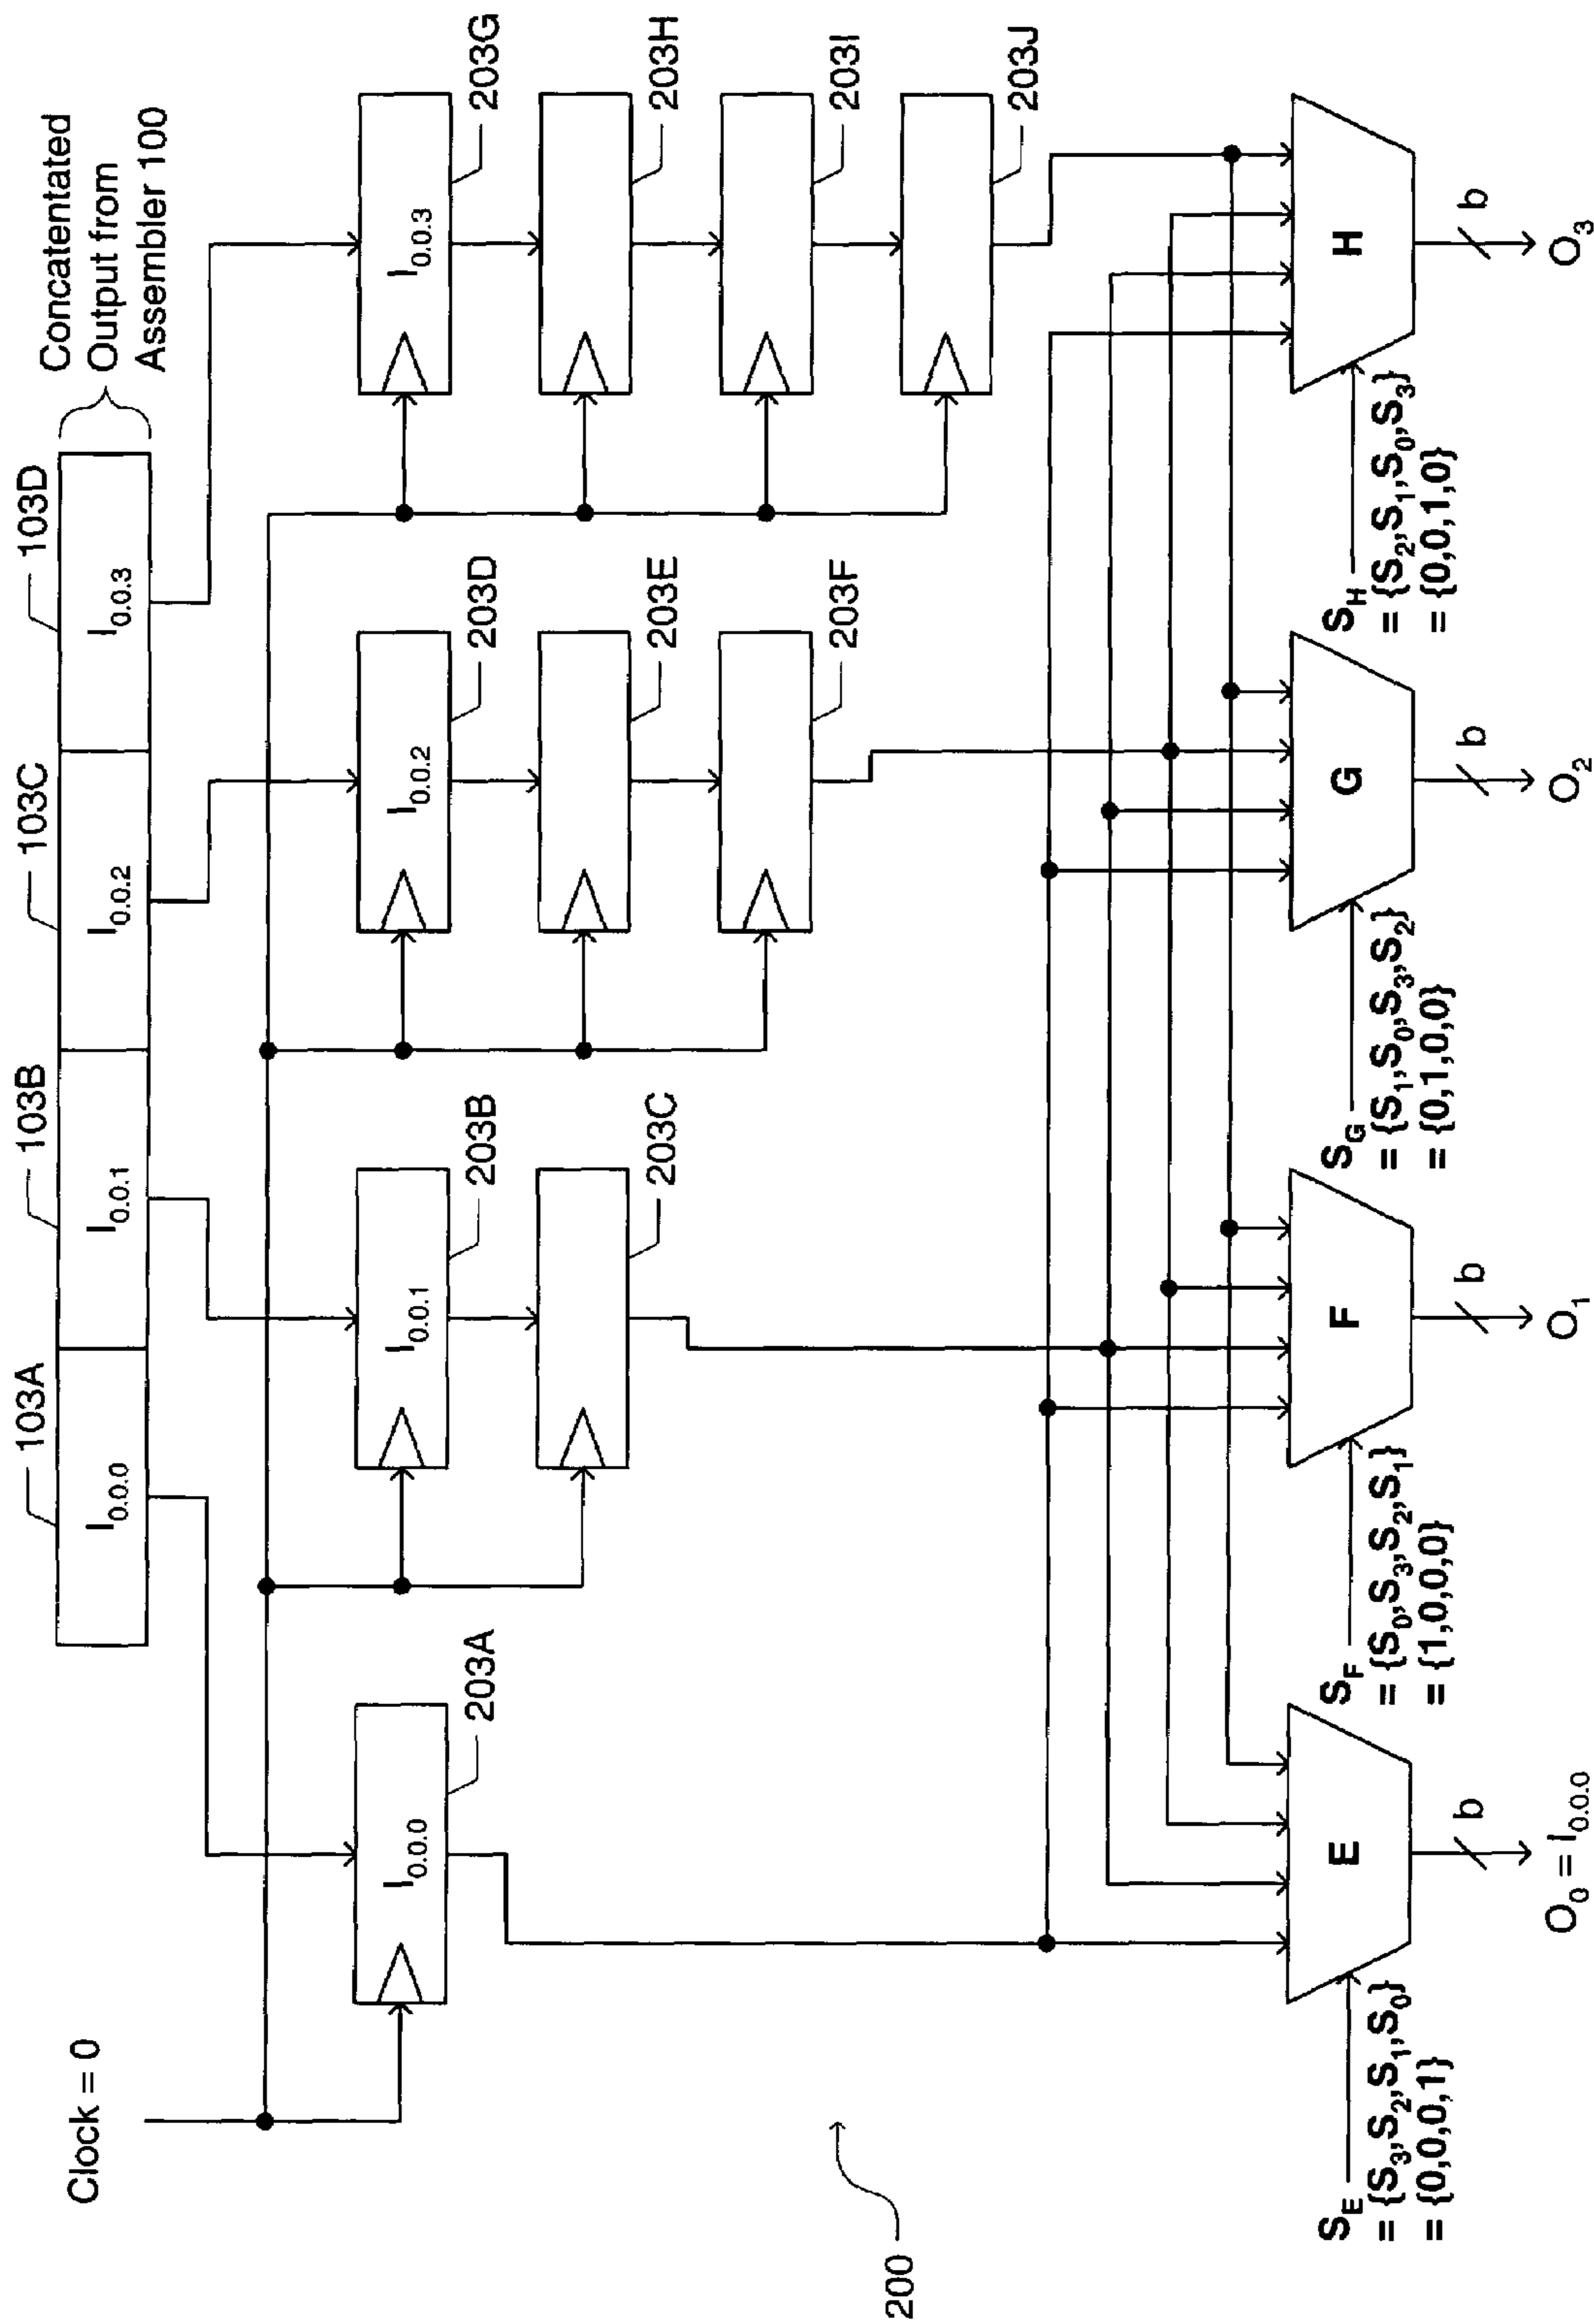 Clock = 0
103A
103B
103C
103D
Concatentated
Output from
Assembler 100
I0.0.0
I0.0.1
I0.0.2
I0.0.3
I0.0.0
203A
I0.0.1
203B
203C
I0.0.2
203D
203E
203F
I0.0.3
203G
203H
203I
203J
200
SE
= {S3,S2,S1,S0}
= {0,0,0,1}
E
b
O0 = I0.0.0
SF
= {S0,S3,S2,S1}
= {1,0,0,0}
F
b
O1
SG
= {S1,S0,S3,S2}
= {0,1,0,0}
G
b
O2
SH
= {S2,S1,S0,S3}
= {0,0,1,0}
H
b
O3